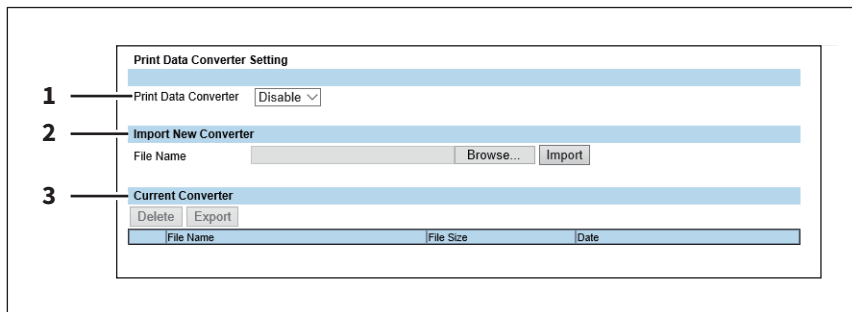 Print Data Converter Setting
1 Print Data Converter Disable
2 Import New Converter
File Name Browse... Import
3 Current Converter
Delete Export
File Name File Size Date